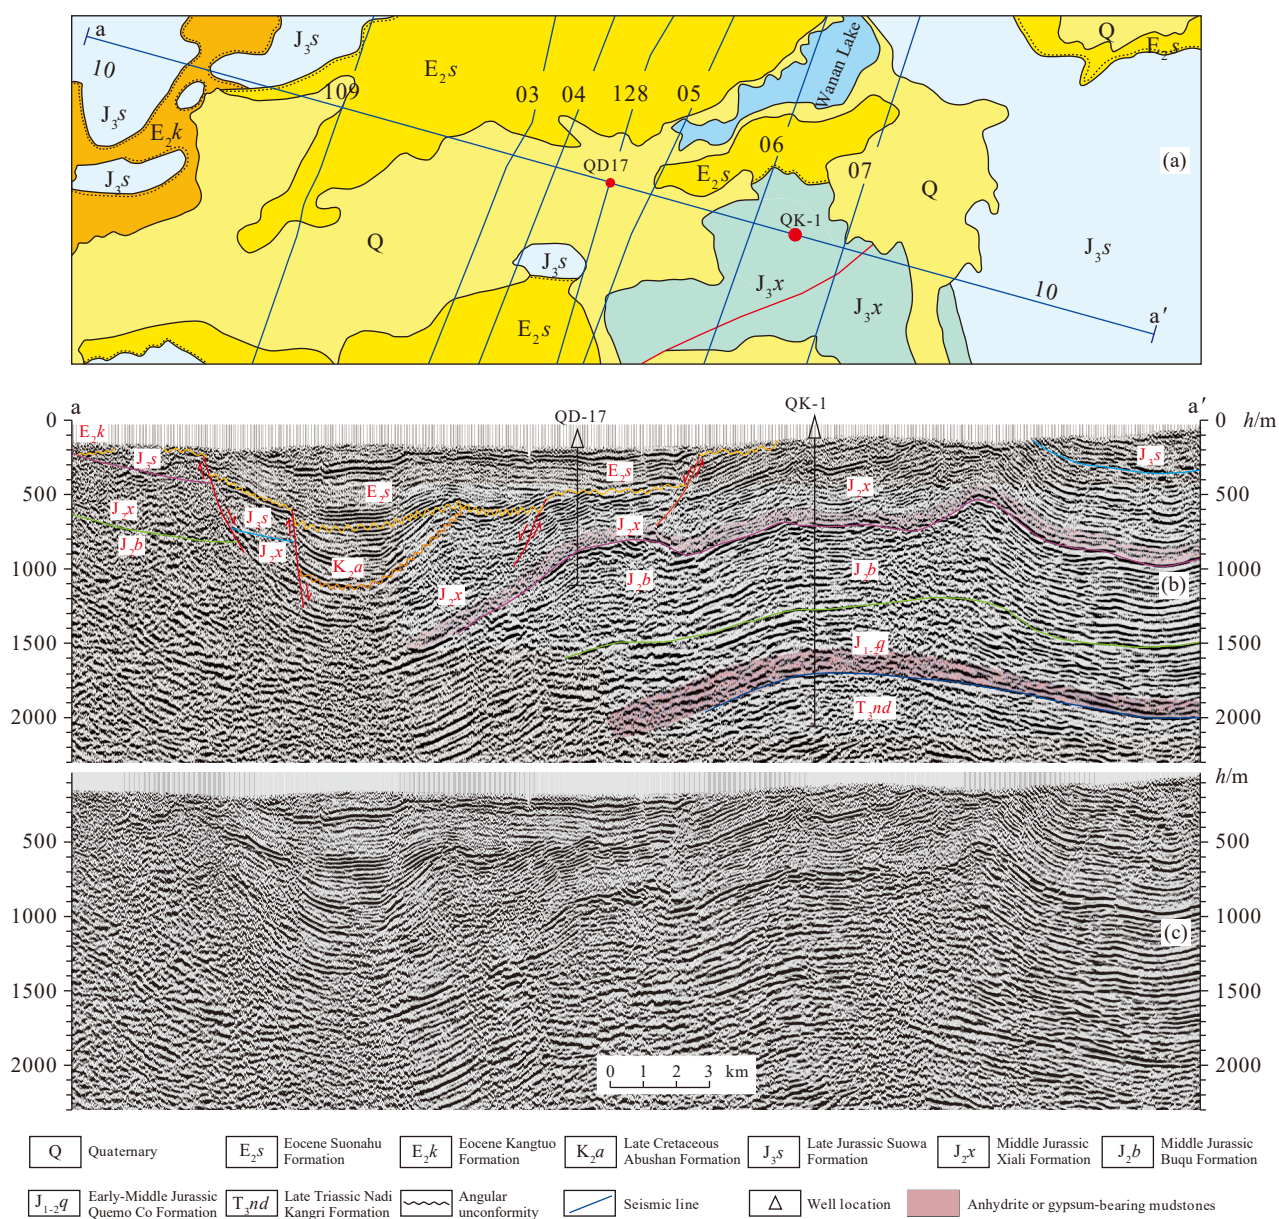 a
J3s
10
J3s
E2k
J3s
109
E2s
03
04
128
05
Wanan Lake
06
07
Q
E2s
(a)
QD17
E2s
Q
QK-1
Q
J3s
J3s
J3x
J3x
10
E2s
a′
a
QD-17
QK-1
a′
0
0
h/m
E2k
J3s
E2s
E2s
J2x
J3s
500
500
J2x
J3s
J2x
J2b
J2x
K2a
J2x
J2b
J2b
1000
1000
(b)
1500
1500
J1-2q
T3nd
2000
2000
h/m
500
500
1000
1000
(c)
1500
1500
2000
2000
0 1 2 3 km
Q Quaternary
E2s Eocene Suonahu
Formation
E2k Eocene Kangtuo
Formation
K2a Late Cretaceous
Abushan Formation
J3s Late Jurassic Suowa
Formation
J2x Middle Jurassic
Xiali Formation
J2b Middle Jurassic
Buqu Formation
J1-2q Early-Middle Jurassic
Quemo Co Formation
T3nd Late Triassic Nadi
Kangri Formation
Angular
unconformity
Seismic line
Well location
Anhydrite or gypsum-bearing mudstones